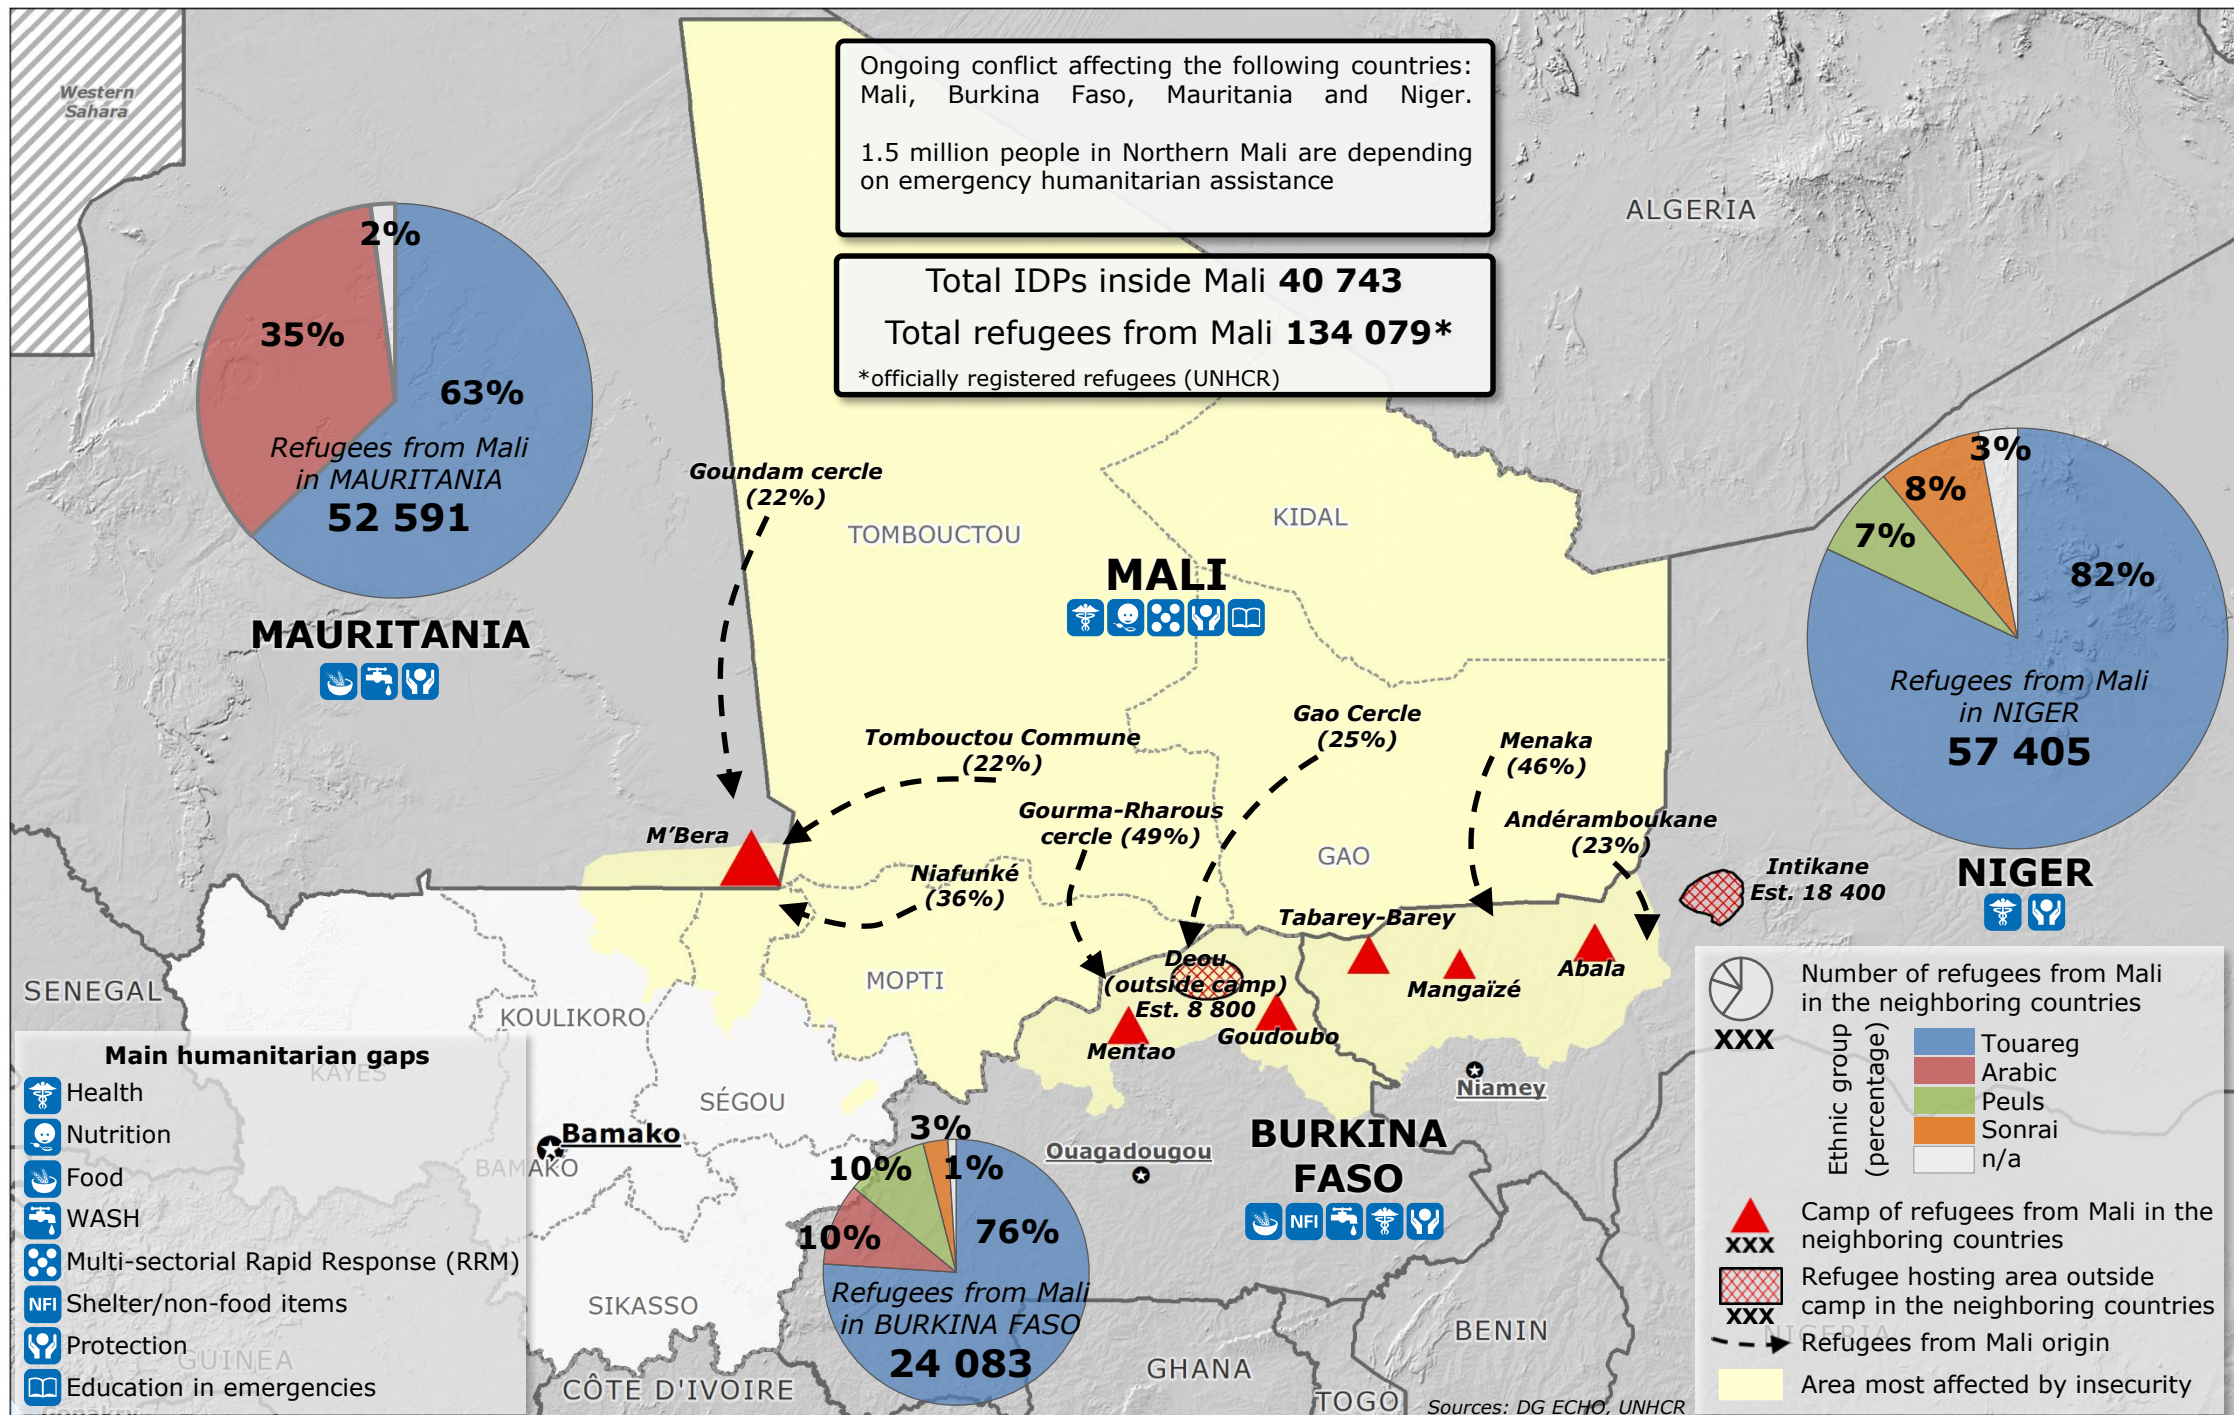 Western
Sahara
Ongoing conflict affecting the following countries:
Mali, Burkina Faso, Mauritania and Niger.
1.5 million people in Northern Mali are depending
on emergency humanitarian assistance
Total IDPs inside Mali 40 743
Total refugees from Mali 134 079*
*officially registered refugees (UNHCR)
ALGERIA
2%
35%
63%
Refugees from Mali
in MAURITANIA
52 591
MAURITANIA
Goundam cercle
(22%)
TOMBOUCTOU
KIDAL
MALI
3%
8%
7%
82%
Refugees from Mali
in NIGER
57 405
NIGER
Tombouctou Commune
(22%)
Gao Cercle
(25%)
Menaka
(46%)
Gourma-Rharous
cercle (49%)
Andéramboukane
(23%)
M'Bera
Niafunké
(36%)
GAO
Intikane
Est. 18 400
Tabarey-Barey
Deou
(outside camp)
Est. 8 800
Mangaïzé
Abala
MOPTI
Mentao
Goudoubo
SENEGAL
KOULIKORO
Niamey
SÉGOU
Bamako
BAMAKO
Ouagadougou
BURKINA
FASO
NFI
3%
10%
1%
10%
76%
Refugees from Mali
in BURKINA FASO
24 083
SIKASSO
CÔTE D'IVOIRE
GHANA
TOGO
BENIN
Main humanitarian gaps
KAYES
Health
Nutrition
Food
WASH
Multi-sectorial Rapid Response (RRM)
NFI Shelter/non-food items
Protection
GUINEA
Education in emergencies
Conakry
Number of refugees from Mali
in the neighboring countries
XXX
Ethnic group
(percentage)
Touareg
Arabic
Peuls
Sonrai
n/a
Camp of refugees from Mali in the
neighboring countries
XXX
Refugee hosting area outside
camp in the neighboring countries
XXX
NIGERIA
Refugees from Mali origin
Area most affected by insecurity
Sources: DG ECHO, UNHCR